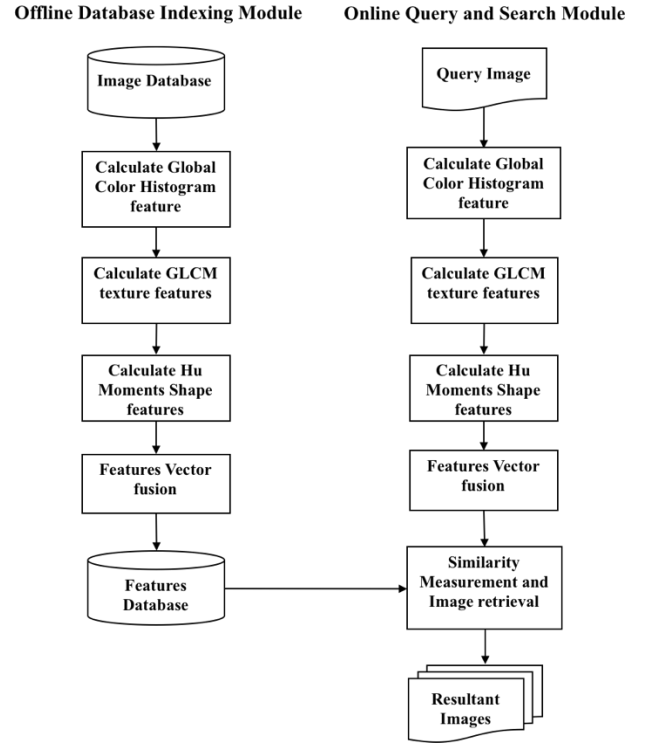 Offline Database Indexing Module
Image Database
Calculate Global
Color Histogram
feature
Calculate GLCM
texture features
Calculate Hu
Moments Shape
features
Features Vector
fusion
Features
Database
Online Query and Search Module
Query Image
Calculate Global
Color Histogram
feature
Calculate GLCM
texture features
Calculate Hu
Moments Shape
features
Features Vector
fusion
Similarity
Measurement and
Image retrieval
Resultant
Images